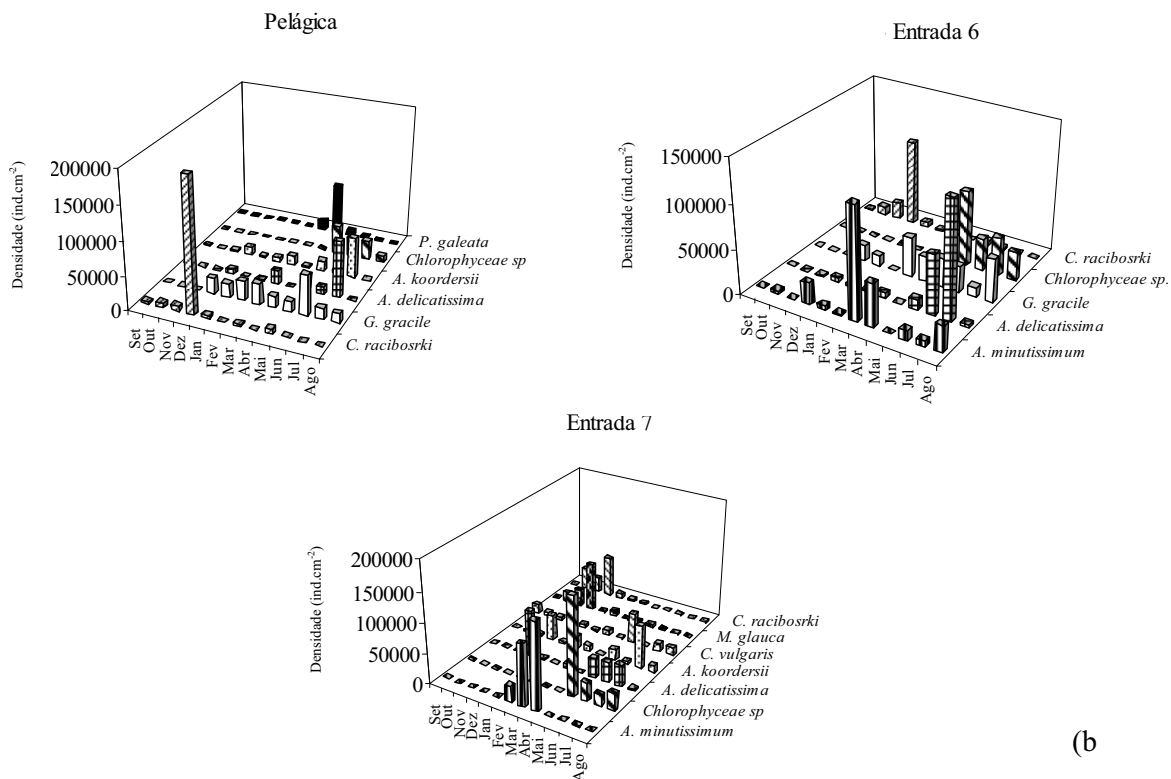 Pelágica
Densidade (ind.cm-2)
200000
150000
100000
50000
0
Set
Out
Nov
Dez
Jan
Fev
Mar
Abr
Mai
Jun
Jul
Ago
P. galeata
Chlorophyceae sp
A. koordersii
A. delicatissima
G. gracile
C. racibosrki
Entrada 6
Densidade (ind.cm-2)
150000
100000
50000
0
Set
Out
Nov
Dez
Jan
Fev
Mar
Abr
Mai
Jun
Jul
Ago
C. racibosrki
Chlorophyceae sp.
G. gracile
A. delicatissima
A. minutissimum
Entrada 7
Densidade (ind.cm-2)
200000
150000
100000
50000
0
Set
Out
Nov
Dez
Jan
Fev
Mar
Abr
Mai
Jun
Jul
Ago
C. racibosrki
M. glauca
C. vulgaris
A. koordersii
A. delicatissima
Chlorophyceae sp
A. minutissimum
(b